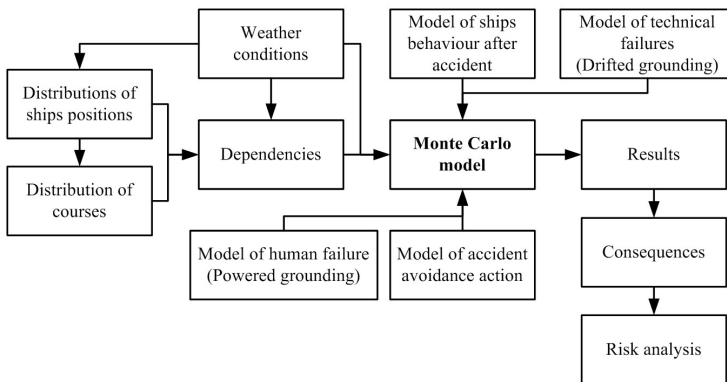 Weather
conditions
Model of ships
behaviour after
accident
Model of technical
failures
(Drifted grounding)
Distributions of
ships positions
Dependencies
Monte Carlo
model
Results
Distribution of
courses
Model of human failure
(Powered grounding)
Model of accident
avoidance action
Consequences
Risk analysis